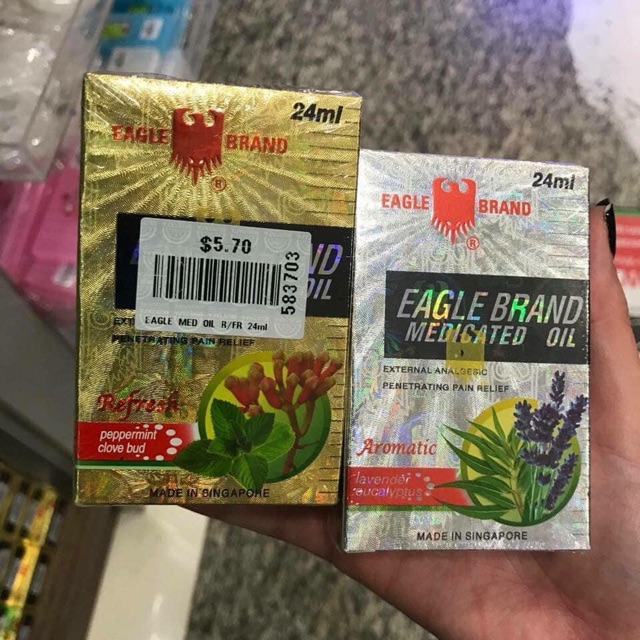 24ml
EAGLE BRAND
®
$5.70
583703
EAGLE MED OIL R/FR 24ml
PENETRATING PAIN RELIEF
Refresh
peppermint
clove bud
MADE IN SINGAPORE
24ml
EAGLE BRAND
®
EAGLE BRAND
MEDICATED OIL
EXTERNAL ANALGESIC
PENETRATING PAIN RELIEF
Aromatic
lavender
eucalyptus
MADE IN SINGAPORE